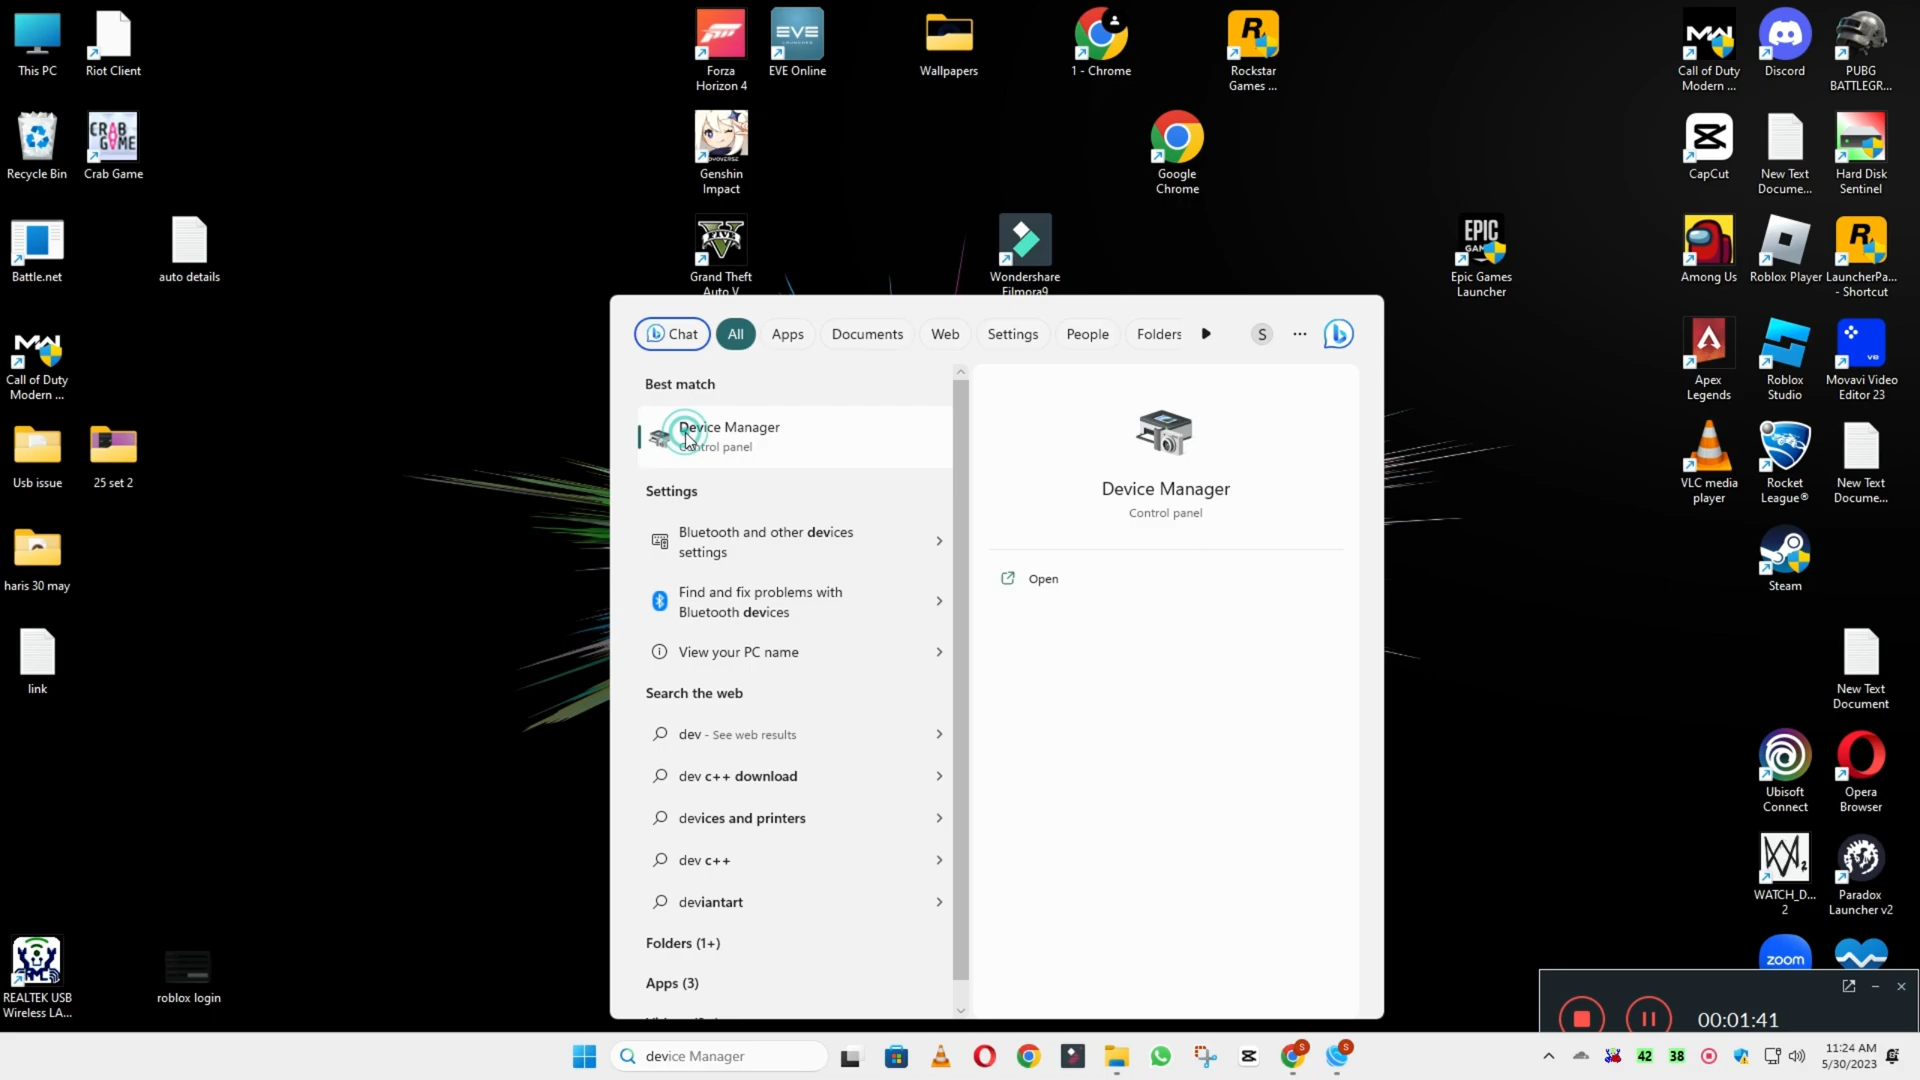 This PC
Riot Client
Forza
Horizon 4
EVE
EVE Online
Wallpapers
1 - Chrome
R
Rockstar
Games ...
MW
Call of Duty
Modern ...
Discord
PUBG
BATTLEGR...
Recycle Bin
CRAB
GAME
Crab Game
Genshin
Impact
Google
Chrome
CapCut
New Text
Docume...
Hard Disk
Sentinel
Battle.net
auto details
V
FIVE
Grand Theft
Auto V
Wondershare
Filmora9
EPIC
GAMES
Epic Games
Launcher
Among Us
Roblox Player
R
LauncherPa...
- Shortcut
MW
Call of Duty
Modern ...
Apex
Legends
Roblox
Studio
Movavi Video
Editor 23
Usb issue
25 set 2
VLC media
player
Rocket
League®
New Text
Docume...
haris 30 may
Steam
link
New Text
Document
Ubisoft
Connect
Opera
Browser
WATCH_D...
2
Paradox
Launcher v2
REALTEK USB
Wireless LA...
roblox login
zoom
Chat
All
Apps
Documents
Web
Settings
People
Folders
S
Best match
Device Manager
Control panel
Settings
Bluetooth and other devices
settings
Find and fix problems with
Bluetooth devices
View your PC name
Search the web
dev - See web results
dev c++ download
devices and printers
dev c++
deviantart
Folders (1+)
Apps (3)
Device Manager
Control panel
Open
00:01:41
device Manager
S
S
42
38
11:24 AM
5/30/2023